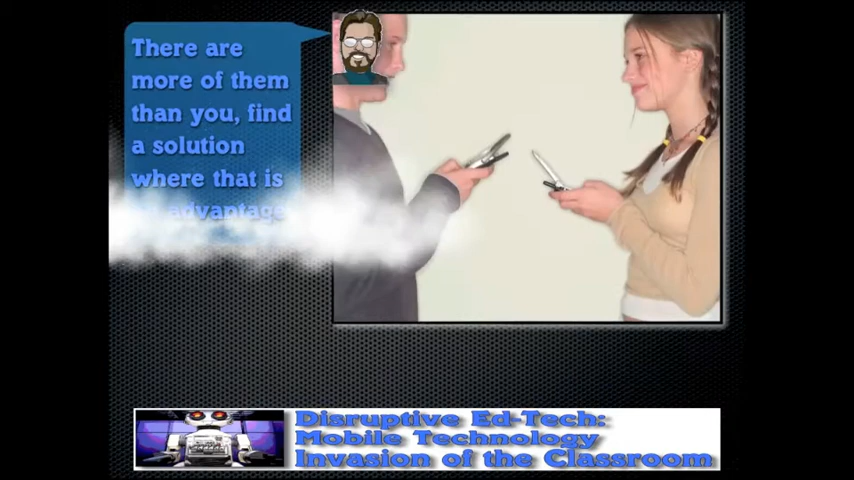 There are
more of them
than you, find
a solution
where that is
advantage
Disruptive Ed-Tech:
Mobile Technology
Invasion of the Classroom